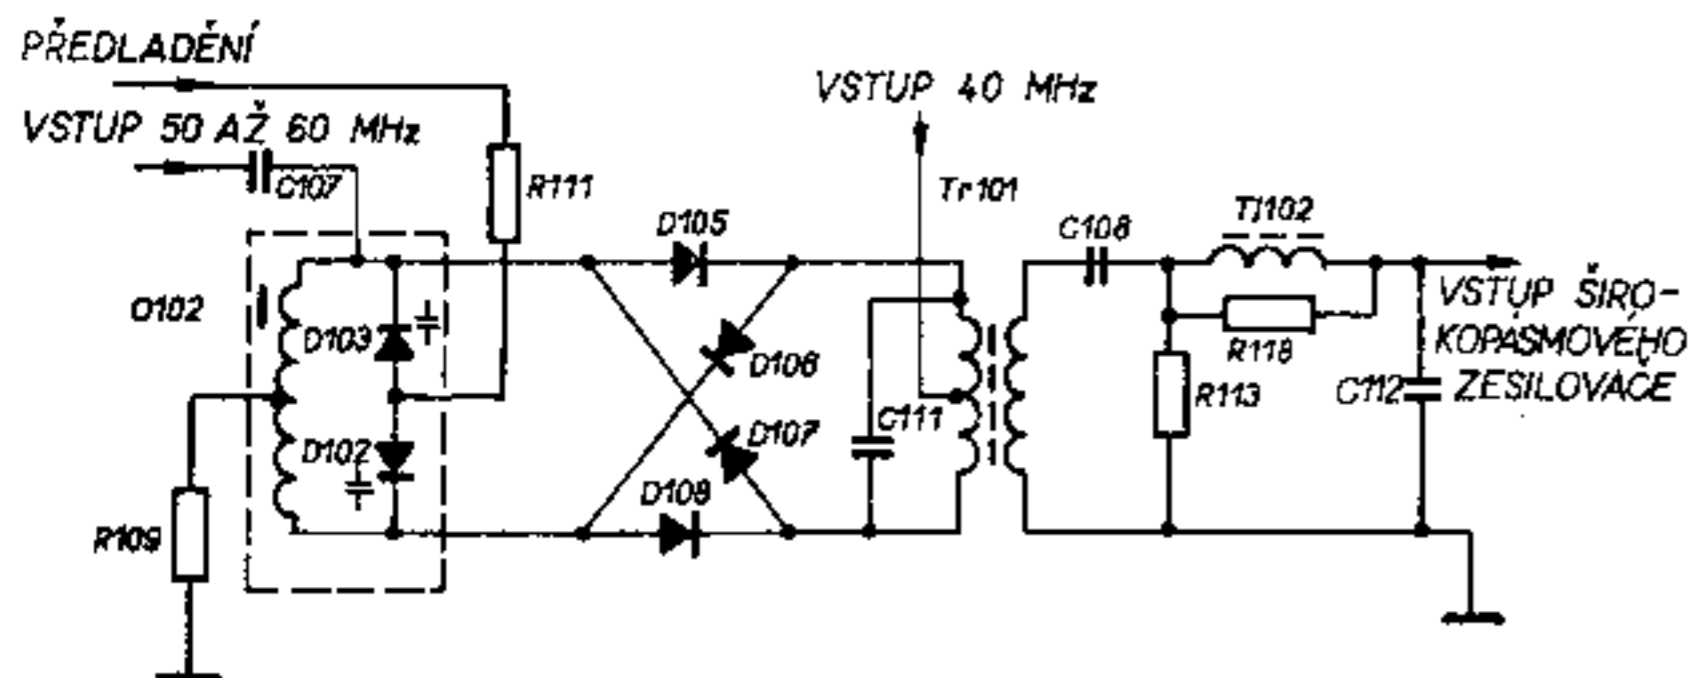 PŘEDLADĚNÍ
VSTUP 50 AŽ 60 MHz
C107
R111
VSTUP 40 MHz
Tr101
D105
C108
Tl102
O102
D103
D106
R118
VSTUP ŠIRO-
KOPÁSMOVÉHO
ZESILOVAČE
R113
C112
D102
D107
C111
D108
R109